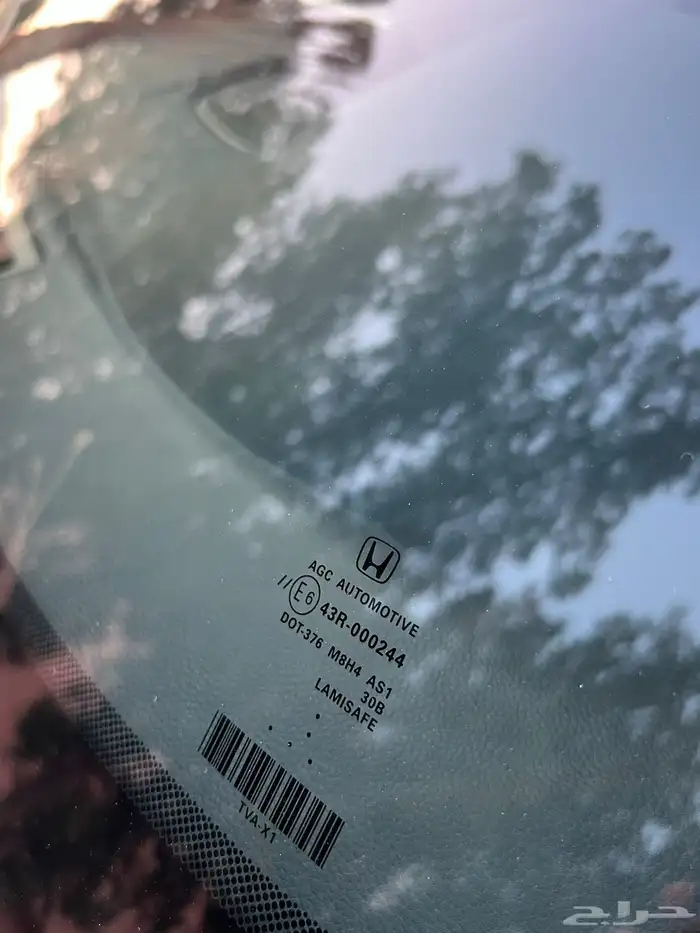 AGC AUTOMOTIVE
// E6 43R-000244
DOT-376 M8H4 AS1
30B
LAMISAFE
TVA-X1
حراج